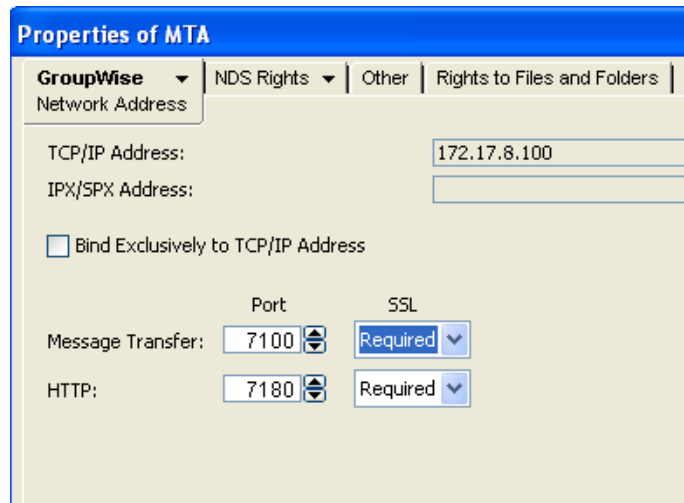 Properties of MTA
GroupWise NDS Rights Other Rights to Files and Folders
Network Address
TCP/IP Address: 172.17.8.100
IPX/SPX Address:
Bind Exclusively to TCP/IP Address
Port SSL
Message Transfer: 7100 Required
HTTP: 7180 Required